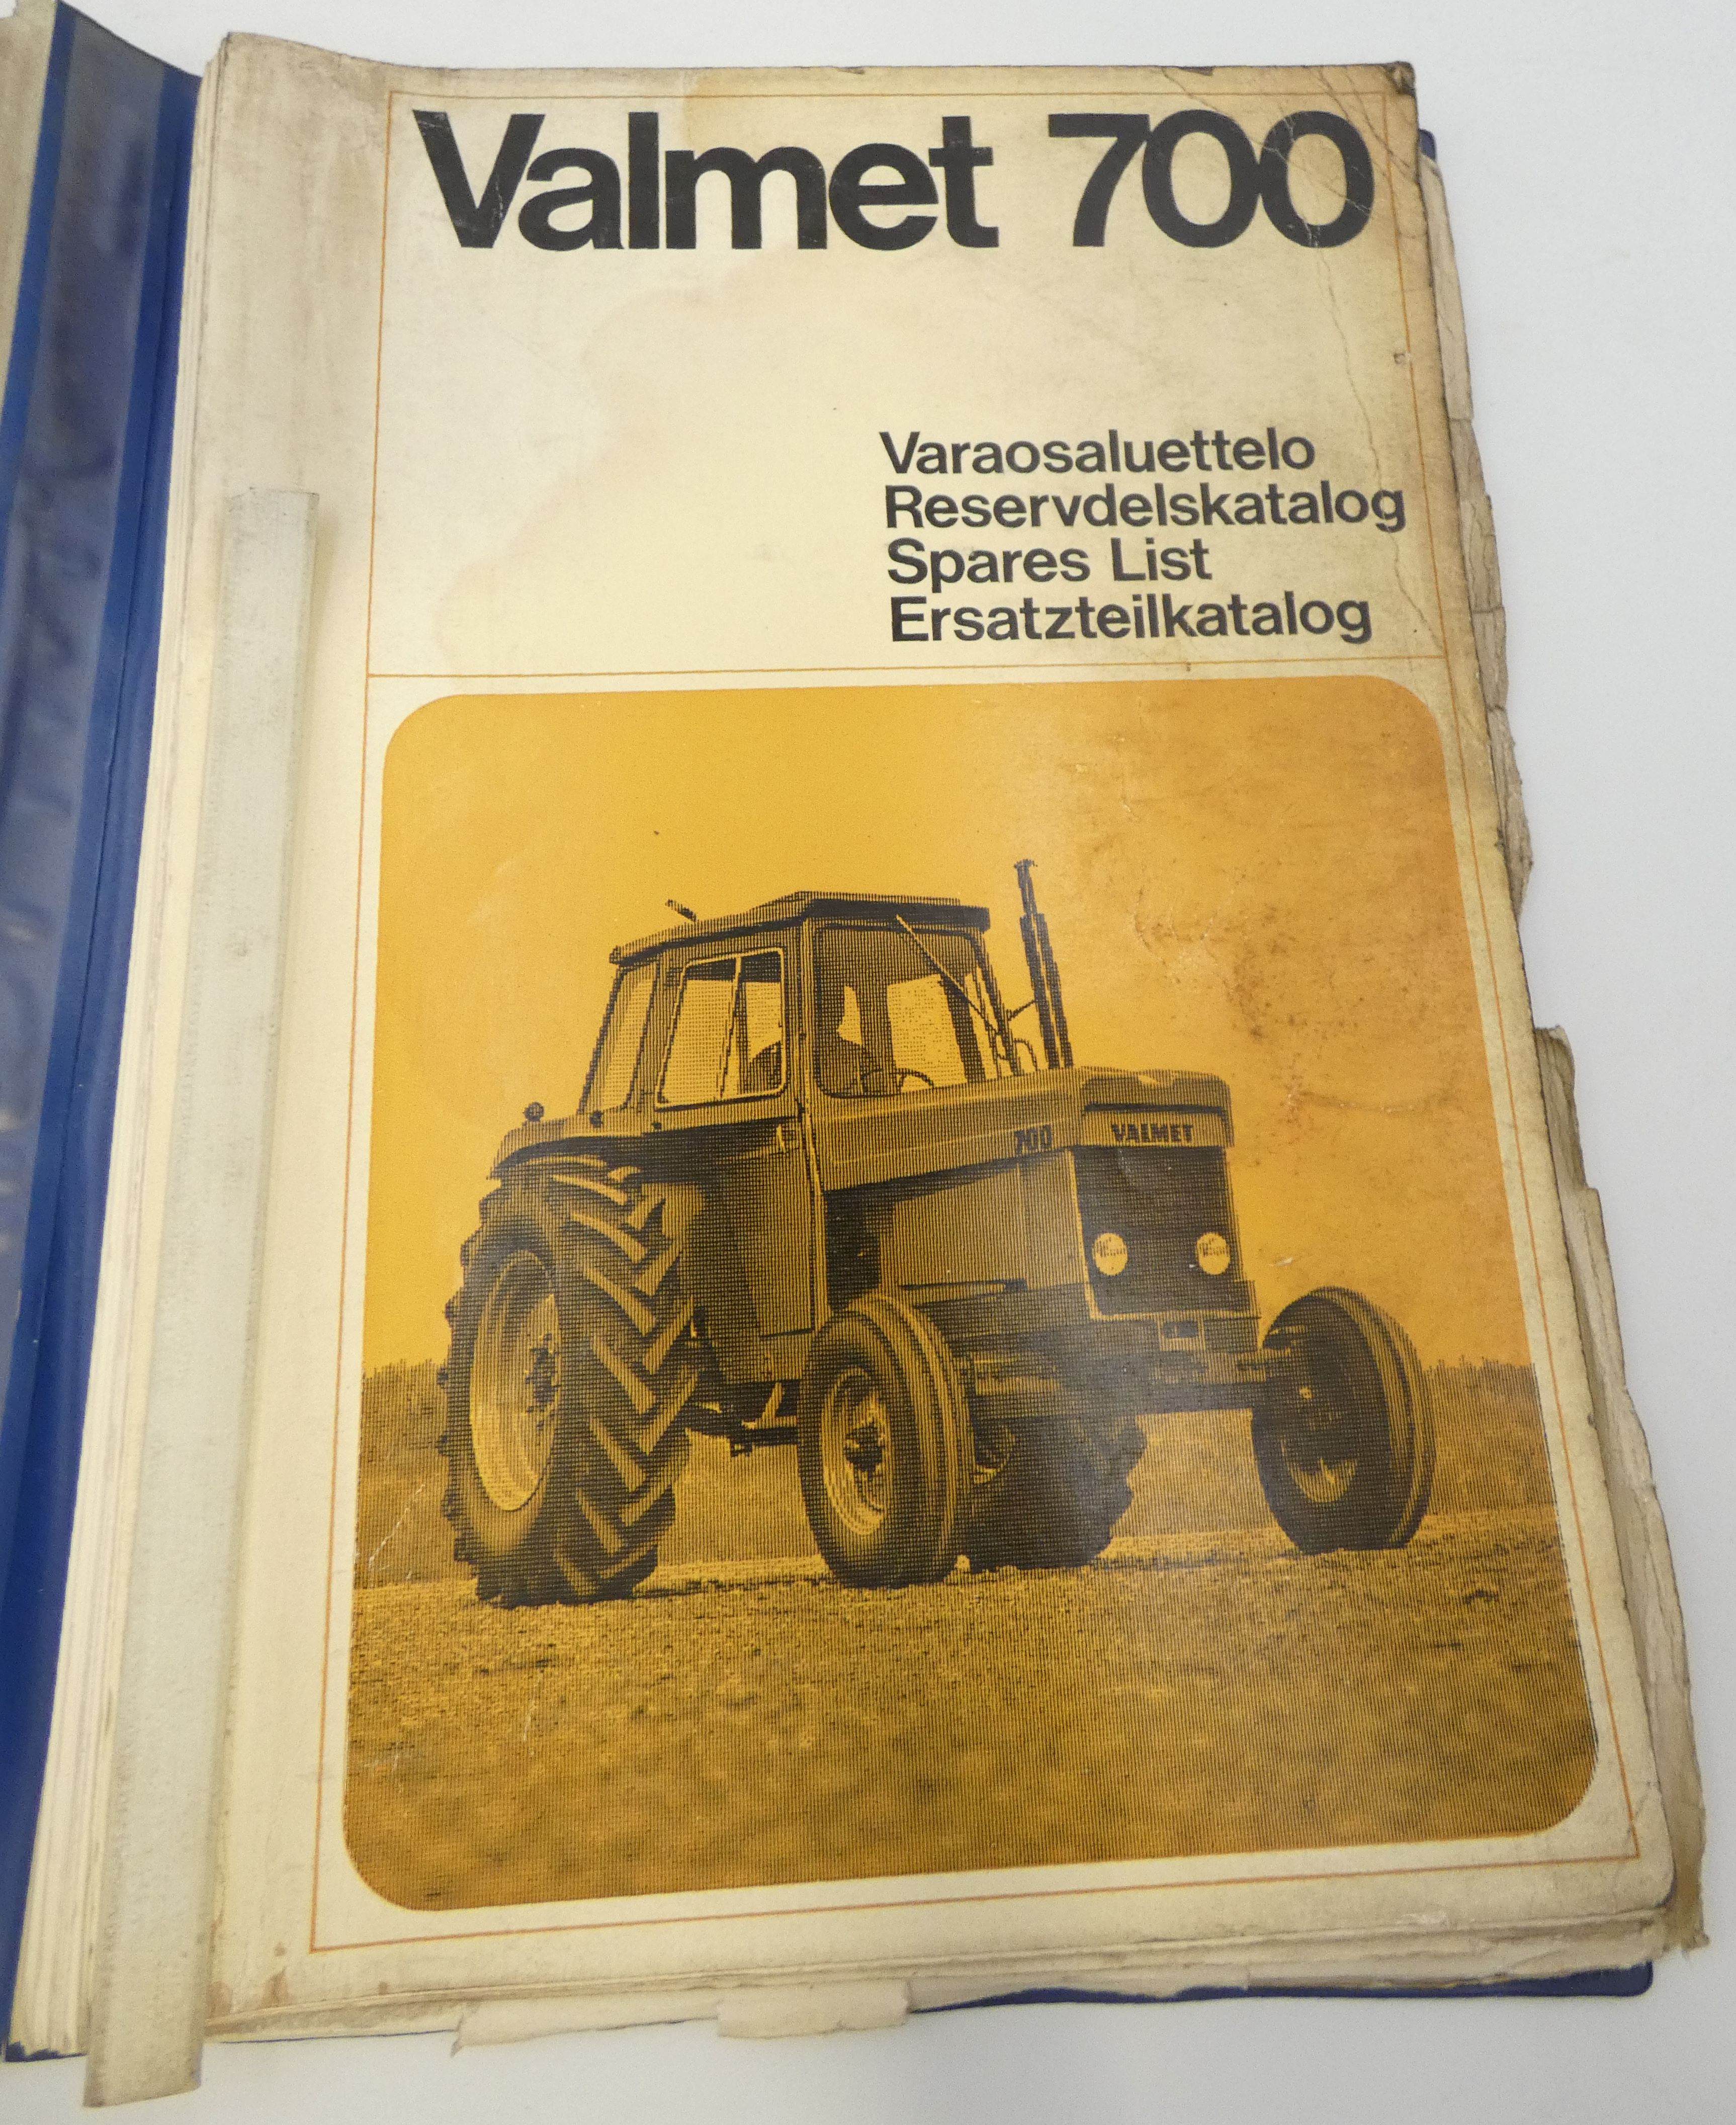 Valmet 700
Varaosaluettelo
Reservdelskatalog
Spares List
Ersatzteilkatalog
700
VALMET